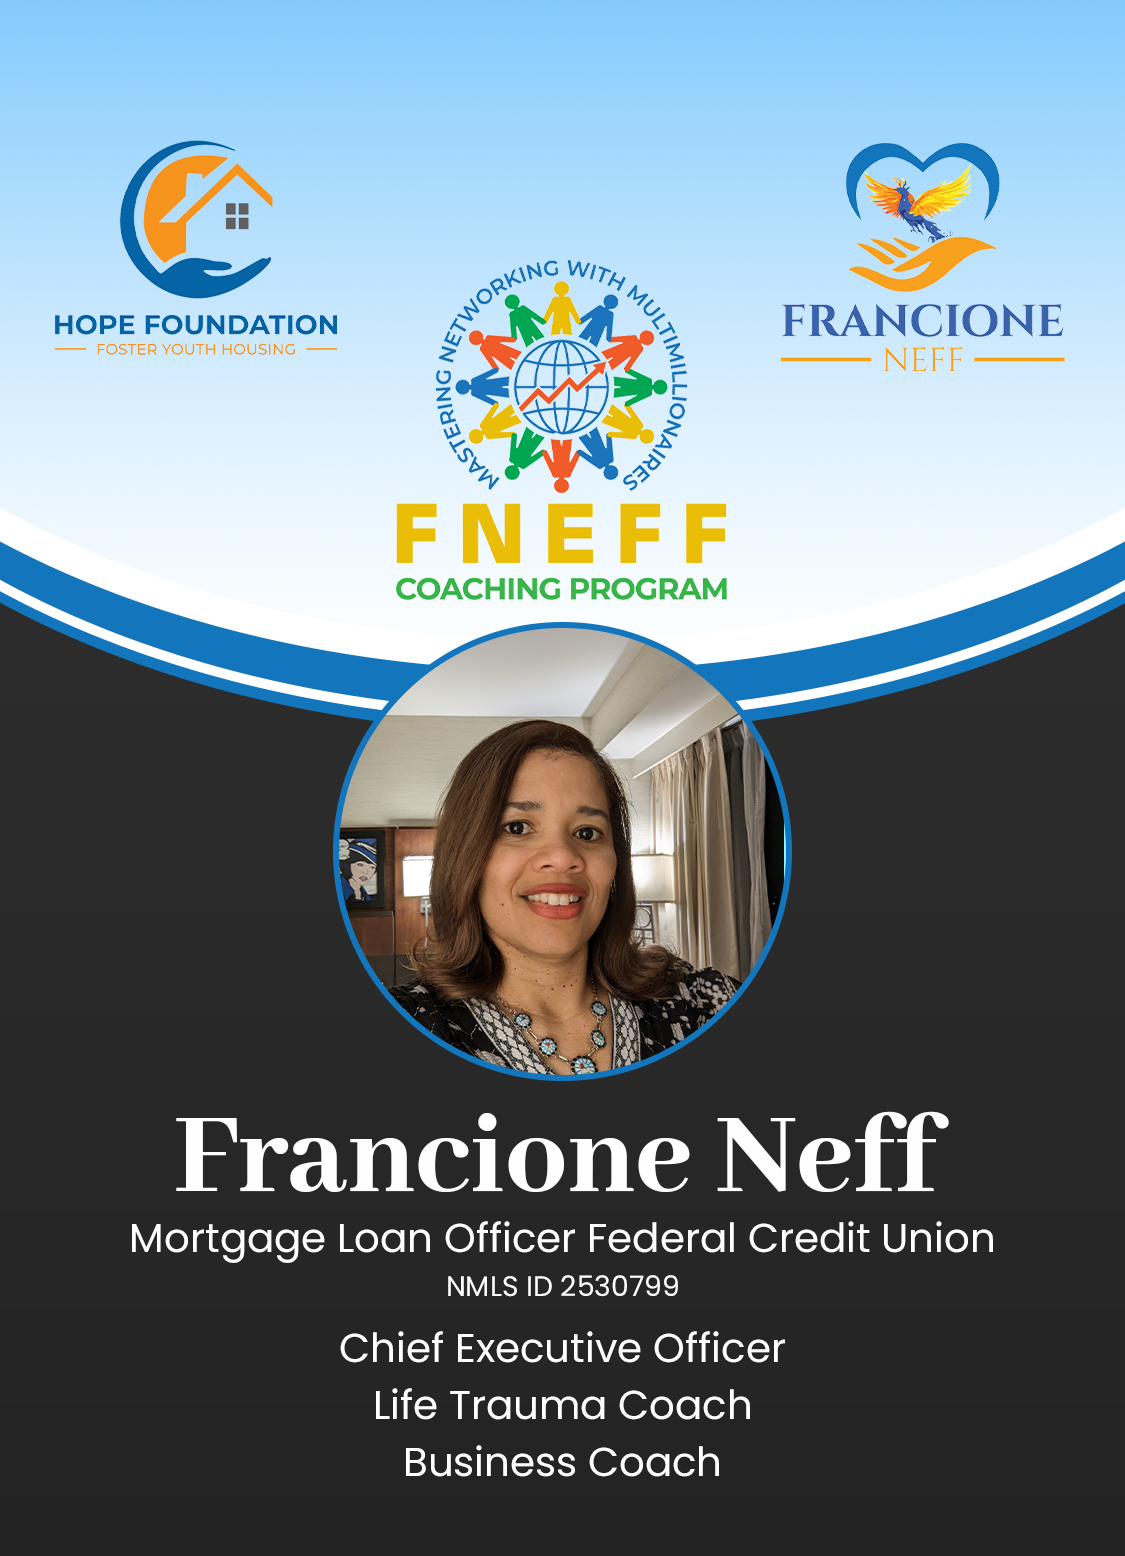 HOPE FOUNDATION
FOSTER YOUTH HOUSING
FRANCIONE
NEFF
MASTERING NETWORKING WITH MULTIMILLIONAIRES
FNEFF
COACHING PROGRAM
Francione Neff
Mortgage Loan Officer Federal Credit Union
NMLS ID 2530799
Chief Executive Officer
Life Trauma Coach
Business Coach